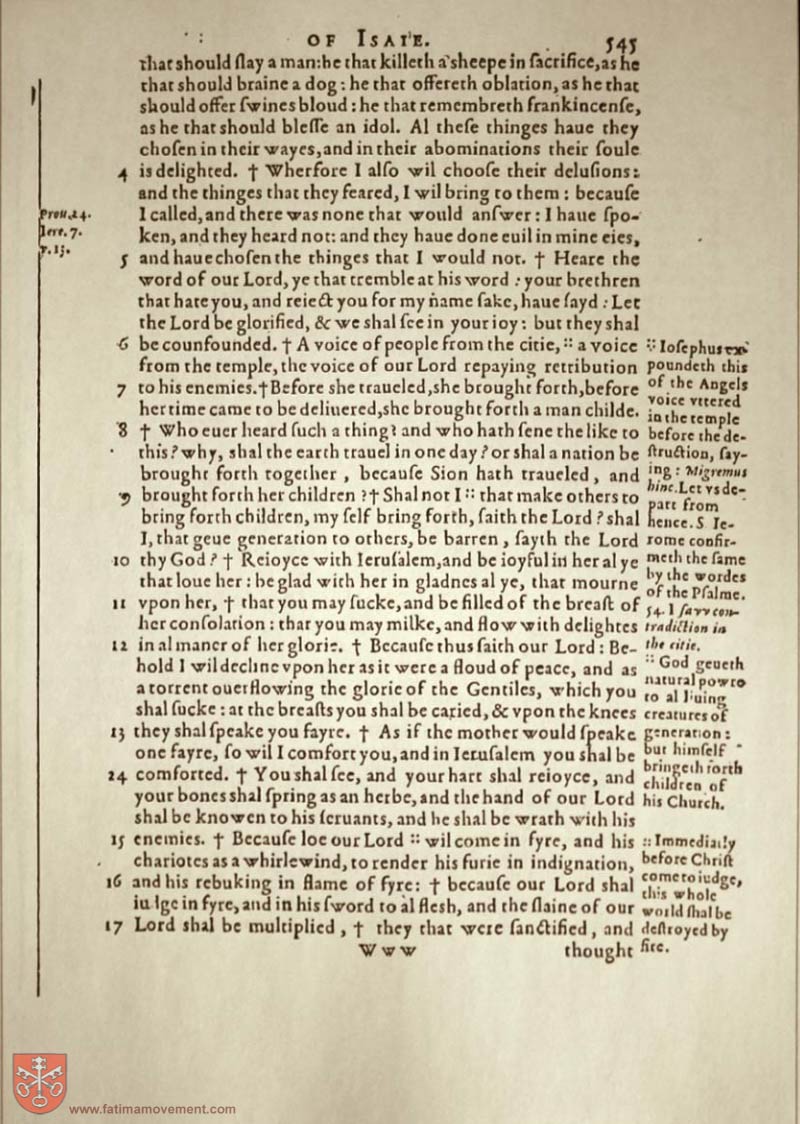 OF ISAIE. 545
that should ſlay a man: he that killeth a ſheepe in ſacrifice, as he
that should braine a dog: he that offereth oblation, as he that
should offer ſwines bloud: he that remembreth frankincenſe,
as he that should bleſſe an idol. Al theſe thinges haue they
choſen in their wayes, and in their abominations their ſoule
4 is delighted. † Wherfore I alſo wil chooſe their deluſions:
and the thinges that they feared, I wil bring to them: becauſe
I called, and there was none that would anſwer: I haue ſpo-
ken, and they heard not: and they haue done euil in mine eies,
5 and haue choſen the thinges that I would not. † Heare the
word of our Lord, ye that tremble at his word: your brethren
that hate you, and reiect you for my name ſake, haue ſayd: Let
the Lord be glorified, & we shal ſee in your ioy: but they shal
6 be counfounded. † A voice of people from the citie, :: a voice
from the temple, the voice of our Lord repaying retribution
7 to his enemies. † Before she traueled, she brought forth, before
her time came to be deliuered, she brought forth a man childe.
8 † Who euer heard ſuch a thing? and who hath ſene the like to
this? why, shal the earth trauel in one day? or shal a nation be
brought forth together, becauſe Sion hath traueled, and
9 brought forth her children? † Shal not I :: that make others to
bring forth children, my ſelf bring forth, ſaith the Lord? shal
I, that geue generation to others, be barren, ſayth the Lord
10 thy God? † Reioyce with Ieruſalem, and be ioyful in her al ye
that loue her: be glad with her in gladnes al ye, that mourne
11 vpon her, † that you may ſucke, and be filled of the breaſt of
her conſolation: that you may milke, and flow with delightes
12 in al maner of her glorie. † Becauſe thus ſaith our Lord: Be-
hold I wil decline vpon her as it were a floud of peace, and as
a torrent ouerflowing the glorie of the Gentiles, which you
shal ſucke: at the breaſts you shal be caried, & vpon the knees
13 they shal ſpeake you fayre. † As if the mother would ſpeake
one fayre, ſo wil I comfort you, and in Ieruſalem you shal be
24 comforted. † You shal ſee, and your hart shal reioyce, and
your bones shal ſpring as an herbe, and the hand of our Lord
shal be knowen to his ſeruants, and he shal be wrath with his
15 enemies. † Becauſe loe our Lord :: wil come in fyre, and his
chariotes as a whirlewind, to render his furie in indignation,
16 and his rebuking in flame of fyre: † becauſe our Lord shal
iudge in fyre, and in his ſword to al flesh, and the ſlaine of our
17 Lord shal be multiplied, † they that were ſanctified, and
Www thought
Prou. 24.
Iere. 7.
v. 13.
:: Ioſephus ex-
poundeth this
of the Angels
voice vttered
in the temple
before the de-
ſtruction, ſay-
ing: Migremus
hinc. Let vs de-
part from
hence. S Ie-
rome confir-
meth the ſame
by the wordes
of the Pſalme.
54. I ſavv con-
tradiction in
the citie.
:: God geueth
natural powre
to al liuing
creatures of
generation:
but himſelf
bringeth forth
children of
his Church.
:: Immediatly
before Chriſt
come to iudge,
this whole
world shal be
deſtroyed by
fire.
www.fatimamovement.com